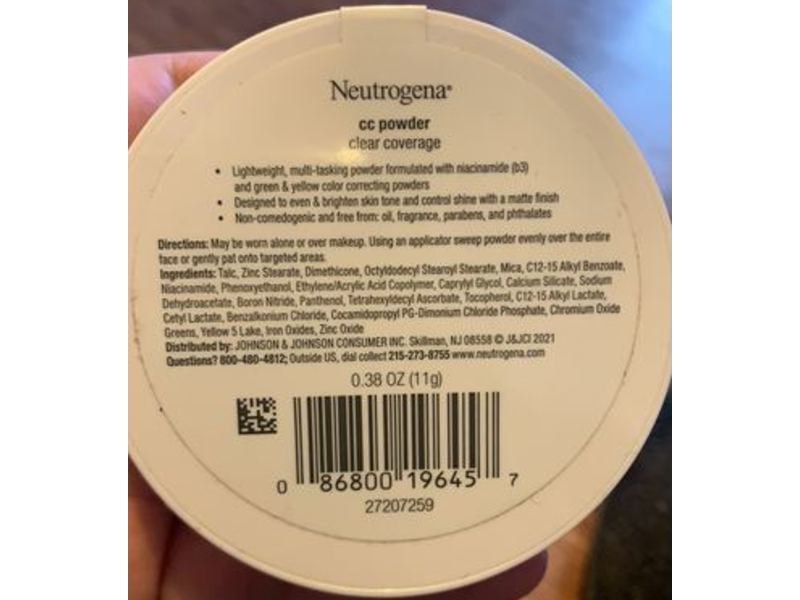 Neutrogena®
cc powder
clear coverage
• Lightweight, multi-tasking powder formulated with niacinamide (b3)
and green & yellow color correcting powders
• Designed to even & brighten skin tone and control shine with a matte finish
• Non-comedogenic and free from: oil, fragrance, parabens, and phthalates
Directions: May be worn alone or over makeup. Using an applicator sweep powder evenly over the entire
face or gently pat onto targeted areas.
Ingredients: Talc, Zinc Stearate, Dimethicone, Octyldodecyl Stearoyl Stearate, Mica, C12-15 Alkyl Benzoate,
Niacinamide, Phenoxyethanol, Ethylene/Acrylic Acid Copolymer, Caprylyl Glycol, Calcium Silicate, Sodium
Dehydroacetate, Boron Nitride, Panthenol, Tetrahexyldecyl Ascorbate, Tocopherol, C12-15 Alkyl Lactate,
Cetyl Lactate, Benzalkonium Chloride, Cocamidopropyl PG-Dimonium Chloride Phosphate, Chromium Oxide
Greens, Yellow 5 Lake, Iron Oxides, Zinc Oxide
Distributed by: JOHNSON & JOHNSON CONSUMER INC. Skillman, NJ 08558 © J&JCI 2021
Questions? 800-480-4812; Outside US, dial collect 215-273-8755 www.neutrogena.com
0.38 OZ (11g)
0 86800 19645 7
27207259